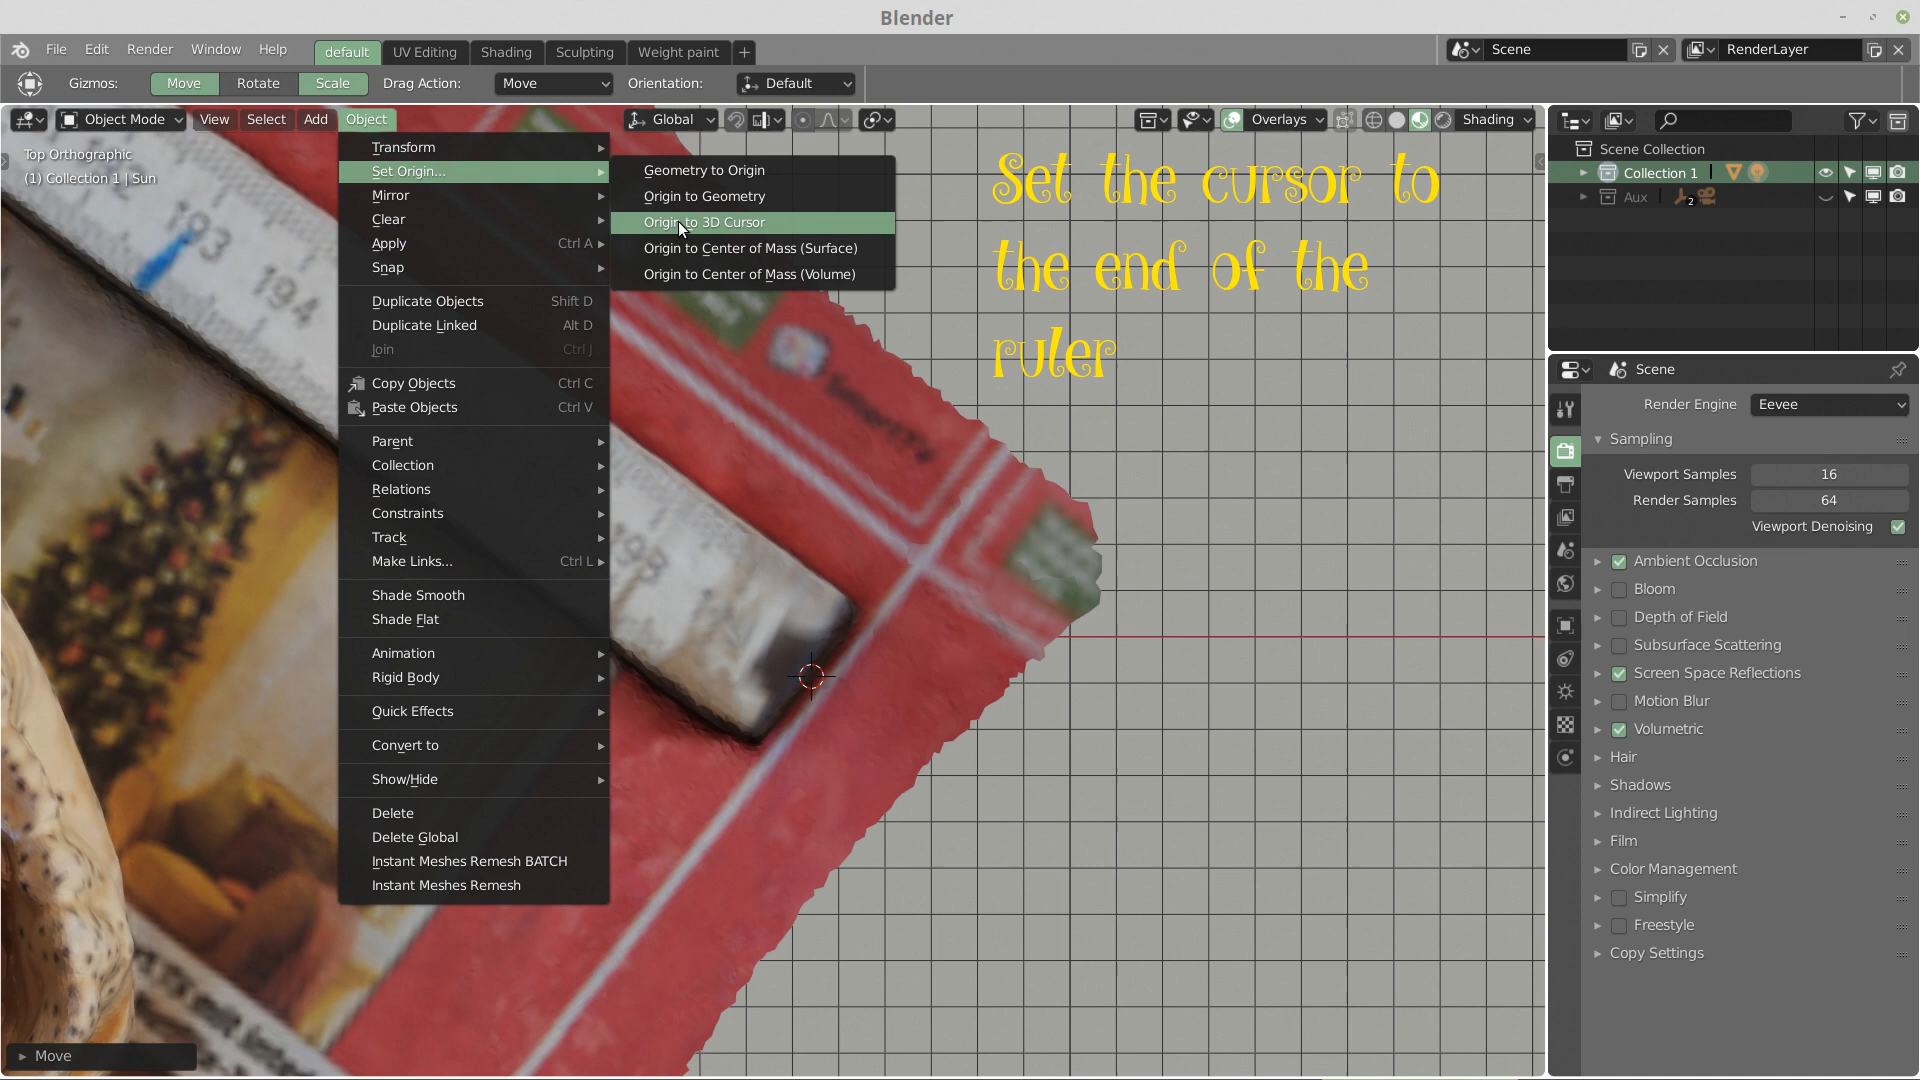 Blender
File Edit Render Window Help default UV Editing Shading Sculpting Weight paint + Scene RenderLayer
Gizmos: Move Rotate Scale Drag Action: Move Orientation: Default
Object Mode View Select Add Object Global Overlays Shading
Top Orthographic
(1) Collection 1 | Sun
Transform
Set Origin...
Mirror
Clear
Apply Ctrl A
Snap
Duplicate Objects Shift D
Duplicate Linked Alt D
Join Ctrl J
Copy Objects Ctrl C
Paste Objects Ctrl V
Parent
Collection
Relations
Constraints
Track
Make Links... Ctrl L
Shade Smooth
Shade Flat
Animation
Rigid Body
Quick Effects
Convert to
Show/Hide
Delete
Delete Global
Instant Meshes Remesh BATCH
Instant Meshes Remesh
Geometry to Origin
Origin to Geometry
Origin to 3D Cursor
Origin to Center of Mass (Surface)
Origin to Center of Mass (Volume)
Set the cursor to
the end of the
ruler
193
194
Move
Scene Collection
Collection 1
Aux 2
Scene
Render Engine Eevee
Sampling
Viewport Samples 16
Render Samples 64
Viewport Denoising
Ambient Occlusion
Bloom
Depth of Field
Subsurface Scattering
Screen Space Reflections
Motion Blur
Volumetric
Hair
Shadows
Indirect Lighting
Film
Color Management
Simplify
Freestyle
Copy Settings